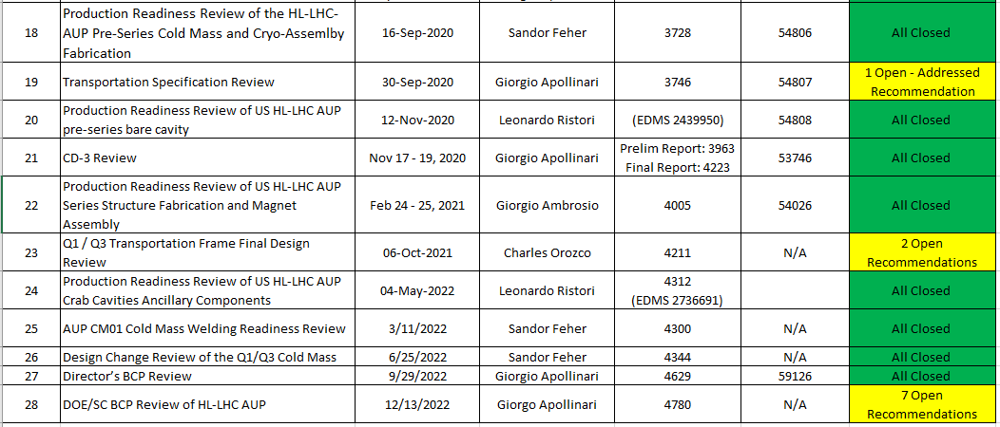 Production Readiness Review of the HL-LHC-
18 AUP Pre-Series Cold Mass and Cryo-Assemlby 16-Sep-2020 Sandor Feher 3728 54806 All Closed
Fabrication
1 Open - Addressed
19 Transportation Specification Review 30-Sep-2020 Giorgio Apollinari 3746 54807
Recommendation
Production Readiness Review of US HL-LHC AUP
20 12-Nov-2020 Leonardo Ristori (EDMS 2439950) 54808 All Closed
pre-series bare cavity
Prelim Report: 3963
21 CD-3 Review Nov 17 - 19, 2020 Giorgio Apollinari 53746 All Closed
Final Report: 4223
Production Readiness Review of US HL-LHC AUP
22 Series Structure Fabrication and Magnet Feb 24 - 25, 2021 Giorgio Ambrosio 4005 54026 All Closed
Assembly
Q1 / Q3 Transportation Frame Final Design 2 Open
23 06-Oct-2021 Charles Orozco 4211 N/A
Review Recommendations
Production Readiness Review of US HL-LHC AUP 4312
24 04-May-2022 Leonardo Ristori All Closed
Crab Cavities Ancillary Components (EDMS 2736691)
25 AUP CM01 Cold Mass Welding Readiness Review 3/11/2022 Sandor Feher 4300 N/A All Closed
26 Design Change Review of the Q1/Q3 Cold Mass 6/25/2022 Sandor Feher 4344 N/A All Closed
27 Director's BCP Review 9/29/2022 Giorgio Apollinari 4629 59126 All Closed
7 Open
28 DOE/SC BCP Review of HL-LHC AUP 12/13/2022 Giorgo Apollinari 4780 N/A
Recommendations